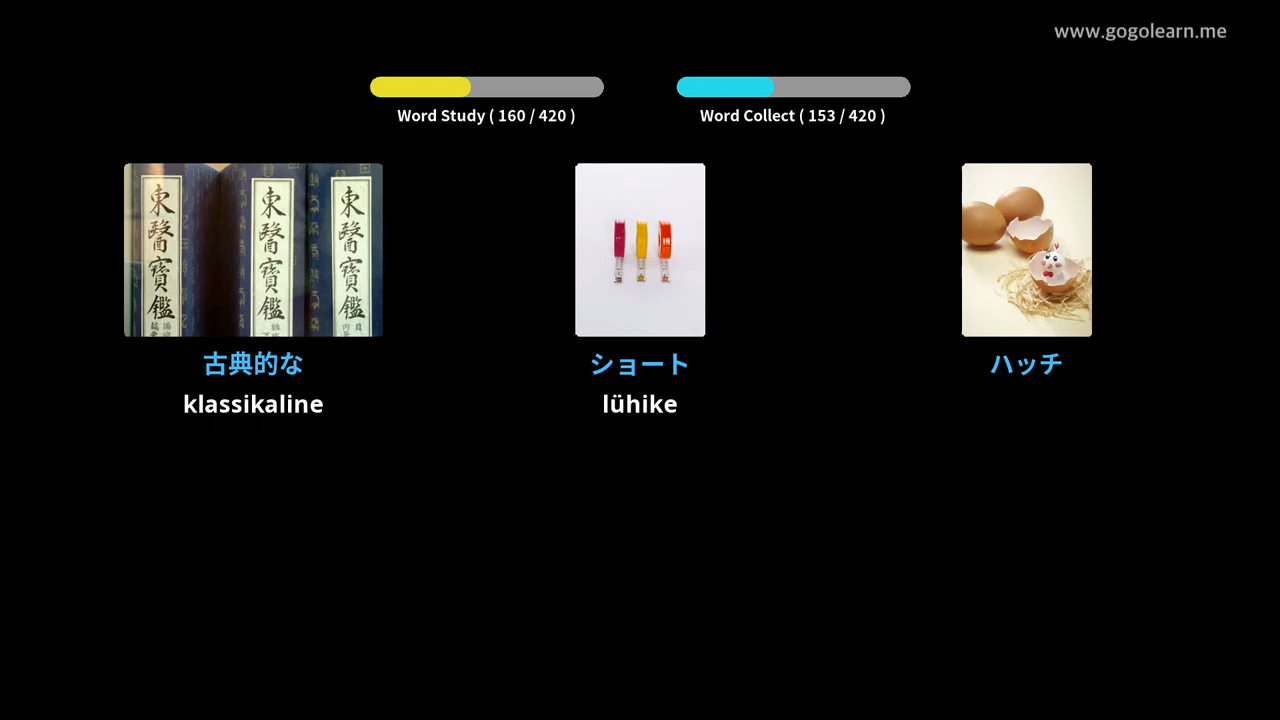 www.gogolearn.me
Word Study ( 160 / 420 )
Word Collect ( 153 / 420 )
東醫寶鑑
東醫寶鑑
東醫寶鑑
古典的な
klassikaline
ショート
lühike
ハッチ